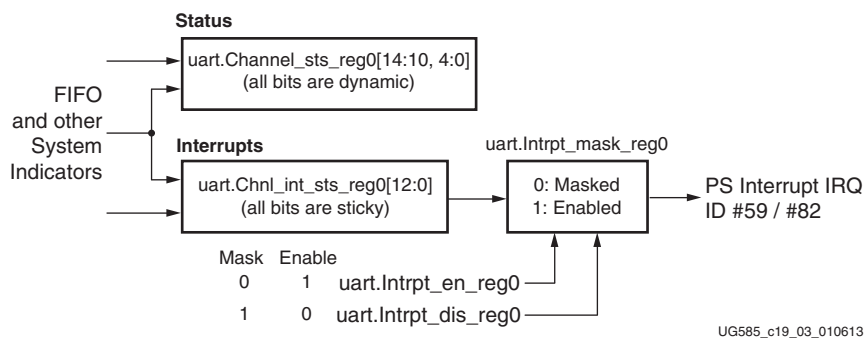 Status
uart.Channel_sts_reg0[14:10, 4:0]
(all bits are dynamic)
FIFO
and other
System
Indicators
Interrupts
uart.Chnl_int_sts_reg0[12:0]
(all bits are sticky)
uart.Intrpt_mask_reg0
0: Masked
1: Enabled
PS Interrupt IRQ
ID #59 / #82
Mask Enable
0 1 uart.Intrpt_en_reg0
1 0 uart.Intrpt_dis_reg0
UG585_c19_03_010613